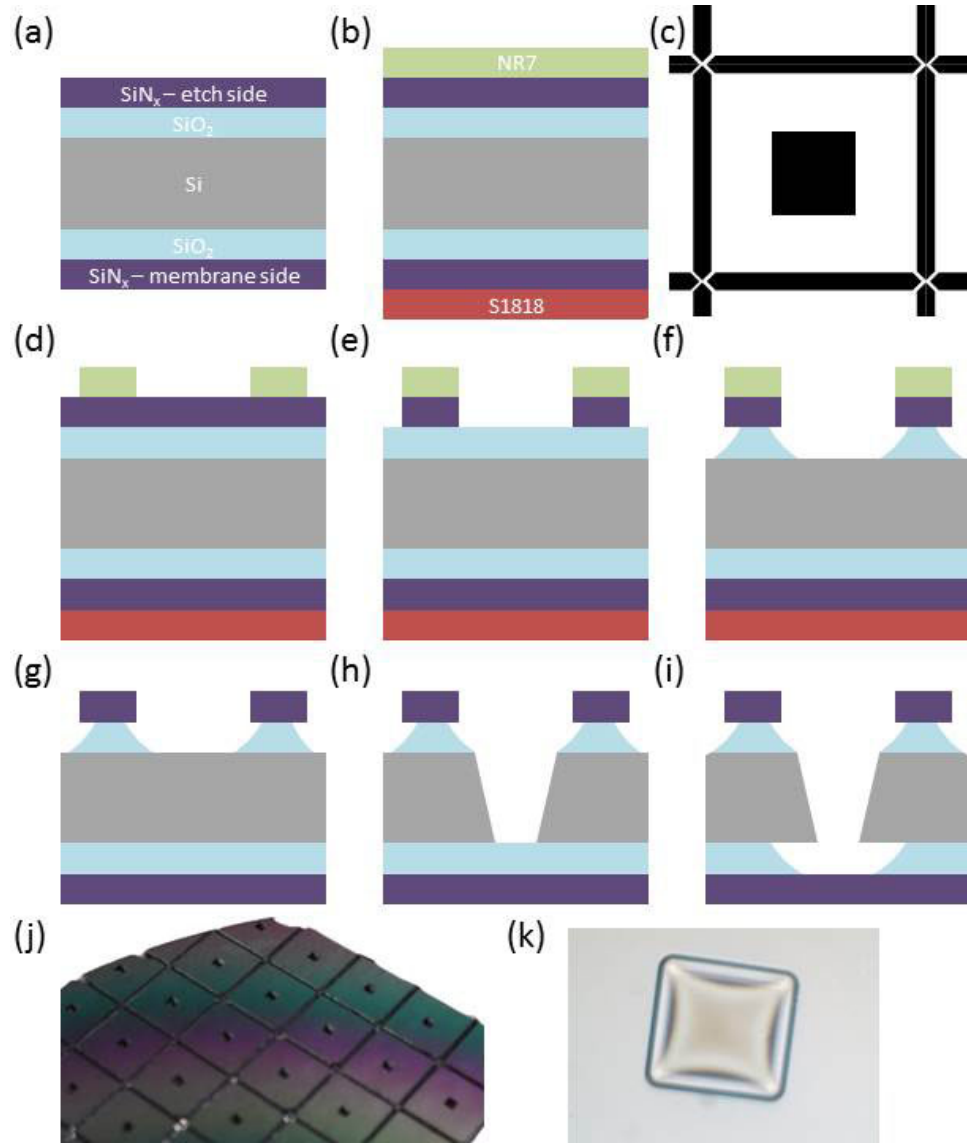 (a)
SiNx – etch side
SiO2
Si
SiO2
SiNx – membrane side
(b)
NR7
S1818
(c)
(d)
(e)
(f)
(g)
(h)
(i)
(j)
(k)